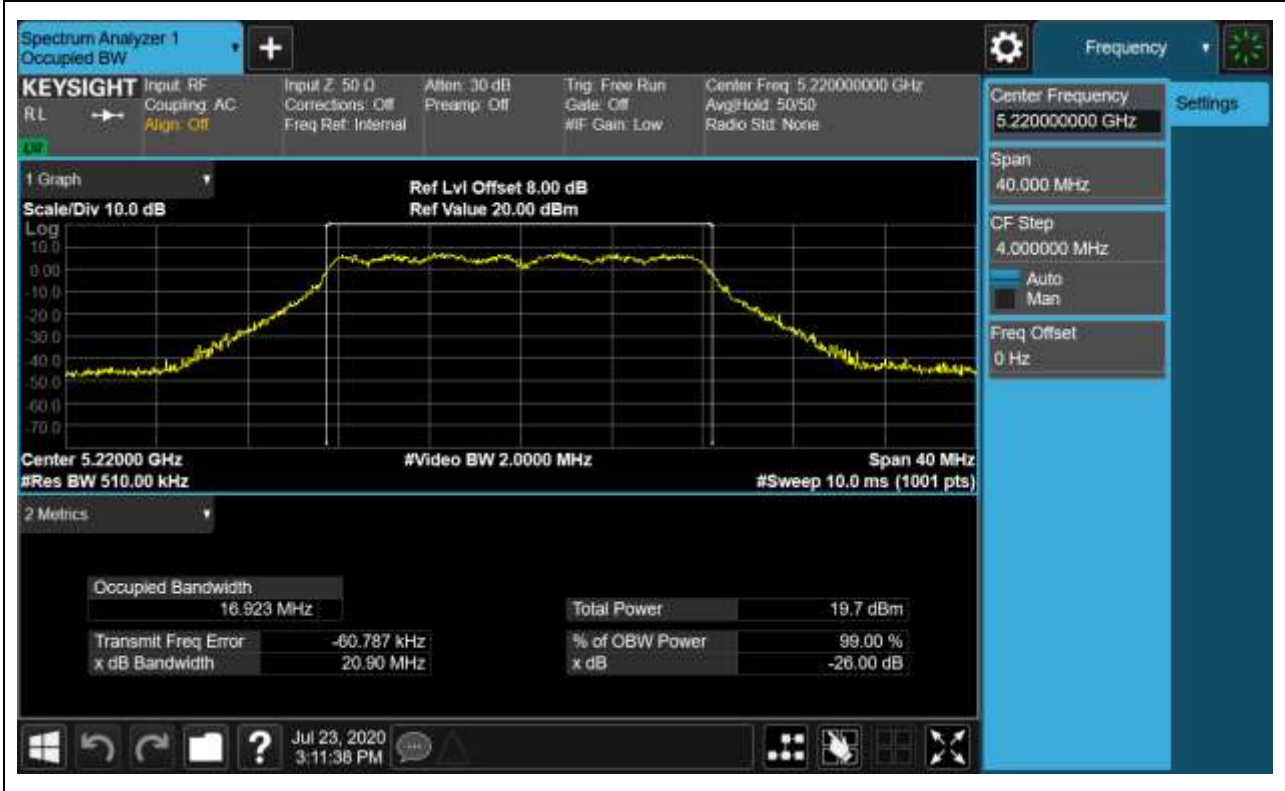 Spectrum Analyzer 1
Occupied BW
+
Frequency
KEYSIGHT
RL
Input: RF
Coupling: AC
Align: Off
Input Z: 50 Ω
Corrections: Off
Freq Ref: Internal
Atten: 30 dB
Preamp: Off
Trig: Free Run
Gate: Off
#IF Gain: Low
Center Freq: 5.220000000 GHz
Avg|Hold: 50/50
Radio Std: None
1 Graph
Scale/Div 10.0 dB
Ref Lvl Offset 8.00 dB
Ref Value 20.00 dBm
Log
10.0
0.00
-10.0
-20.0
-30.0
-40.0
-50.0
-60.0
-70.0
Center 5.22000 GHz
#Res BW 510.00 kHz
#Video BW 2.0000 MHz
Span 40 MHz
#Sweep 10.0 ms (1001 pts)
2 Metrics
Occupied Bandwidth
16.923 MHz
Total Power 19.7 dBm
Transmit Freq Error -60.787 kHz
% of OBW Power 99.00 %
x dB Bandwidth 20.90 MHz
x dB -26.00 dB
?
Jul 23, 2020
3:11:38 PM
Center Frequency
5.220000000 GHz
Settings
Span
40.000 MHz
CF Step
4.000000 MHz
Auto
Man
Freq Offset
0 Hz